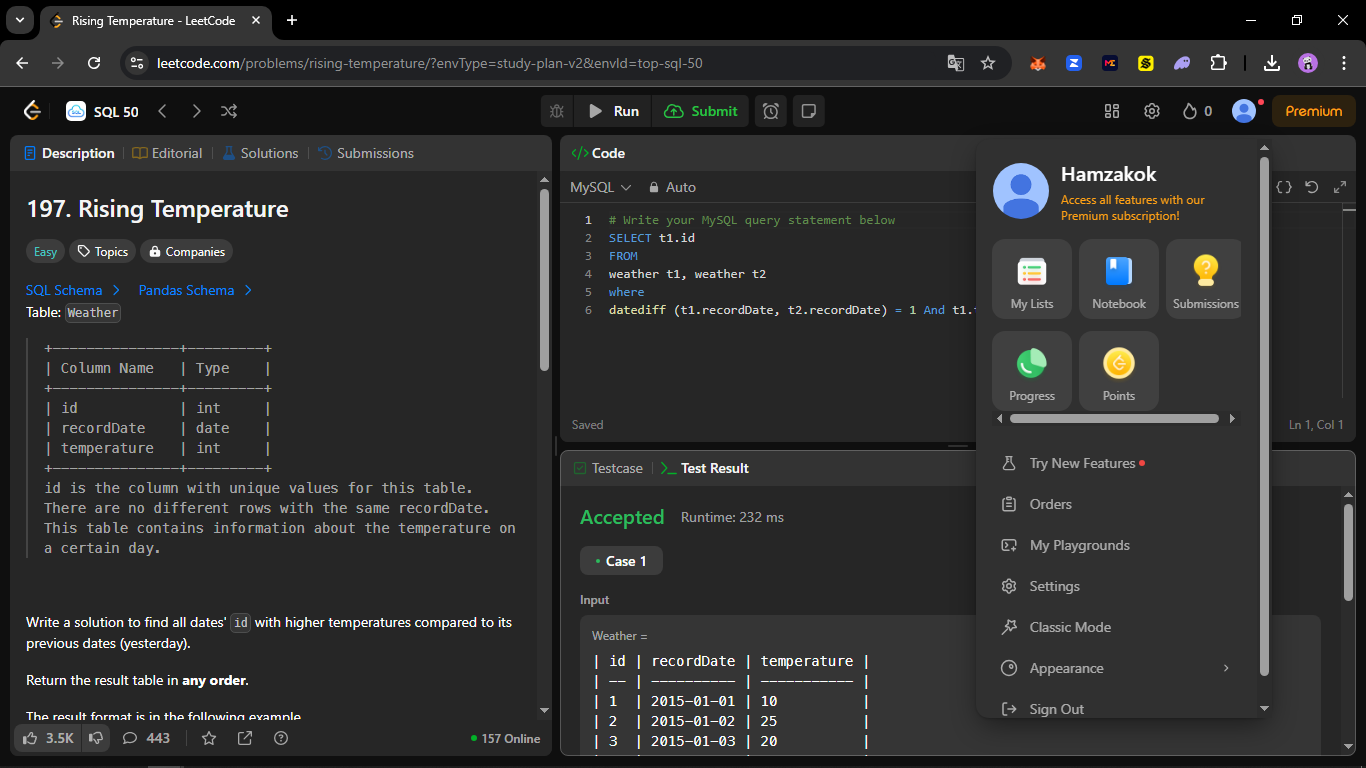 Rising Temperature - LeetCode
leetcode.com/problems/rising-temperature/?envType=study-plan-v2&envId=top-sql-50
SQL 50
Run
Submit
0
Premium
Description
Editorial
Solutions
Submissions
197. Rising Temperature
Easy
Topics
Companies
SQL Schema
Pandas Schema
Table: Weather
+---------------+---------+
| Column Name   | Type    |
+---------------+---------+
| id            | int     |
| recordDate    | date    |
| temperature   | int     |
+---------------+---------+
id is the column with unique values for this table.
There are no different rows with the same recordDate.
This table contains information about the temperature on
a certain day.
Write a solution to find all dates' id with higher temperatures compared to its
previous dates (yesterday).
Return the result table in any order.
The result format is in the following example
3.5K
443
157 Online
</> Code
MySQL
Auto
{}
1 # Write your MySQL query statement below
2 SELECT t1.id
3 FROM
4 weather t1, weather t2
5 where
6 datediff (t1.recordDate, t2.recordDate) = 1 And t1.
Saved
Ln 1, Col 1
Testcase
Test Result
Accepted
Runtime: 232 ms
Case 1
Input
Weather =
| id | recordDate | temperature |
| -- | ---------- | ----------- |
| 1  | 2015-01-01 | 10          |
| 2  | 2015-01-02 | 25          |
| 3  | 2015-01-03 | 20          |
Hamzakok
Access all features with our
Premium subscription!
My Lists
Notebook
Submissions
Progress
Points
Try New Features
Orders
My Playgrounds
Settings
Classic Mode
Appearance
Sign Out